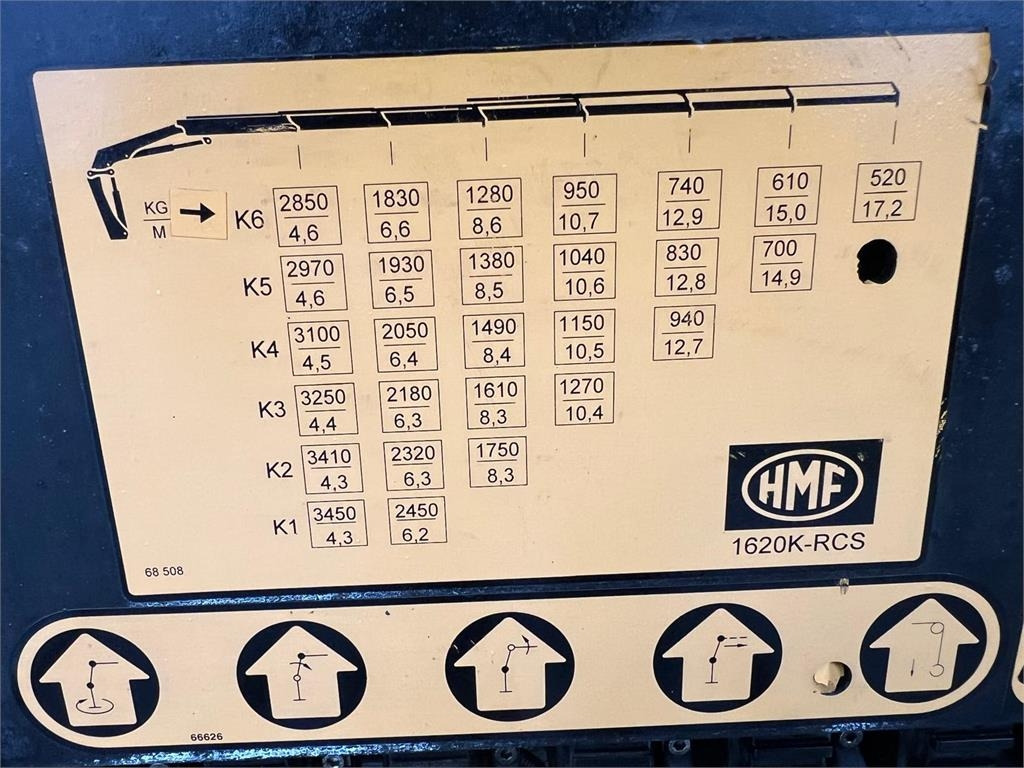 KG
M
K6 2850 1830 1280 950 740 610 520
4,6 6,6 8,6 10,7 12,9 15,0 17,2
K5 2970 1930 1380 1040 830 700
4,6 6,5 8,5 10,6 12,8 14,9
K4 3100 2050 1490 1150 940
4,5 6,4 8,4 10,5 12,7
K3 3250 2180 1610 1270
4,4 6,3 8,3 10,4
K2 3410 2320 1750
4,3 6,3 8,3
K1 3450 2450
4,3 6,2
HMF
1620K-RCS
68 508
66626